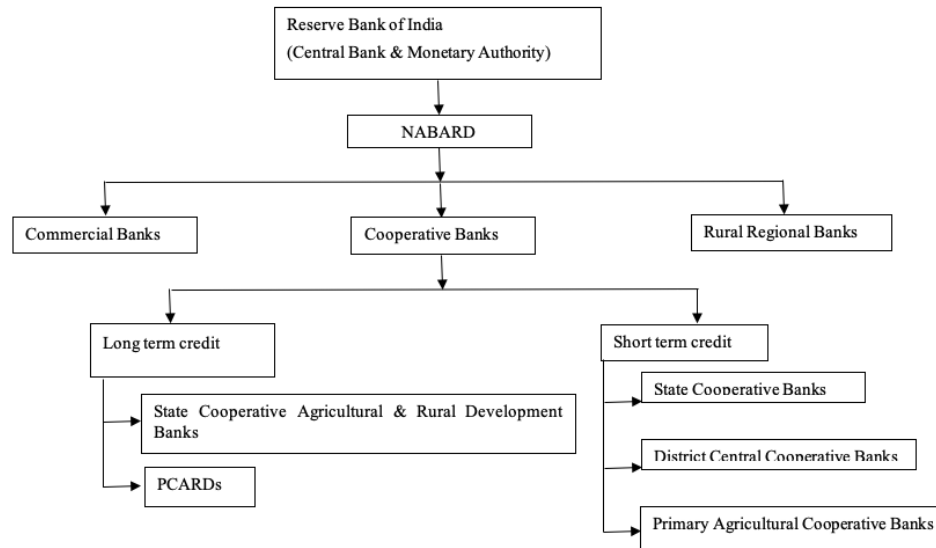 Reserve Bank of India
(Central Bank & Monetary Authority)
NABARD
Commercial Banks
Cooperative Banks
Rural Regional Banks
Long term credit
Short term credit
State Cooperative Agricultural & Rural Development
Banks
PCARDs
State Cooperative Banks
District Central Cooperative Banks
Primary Agricultural Cooperative Banks